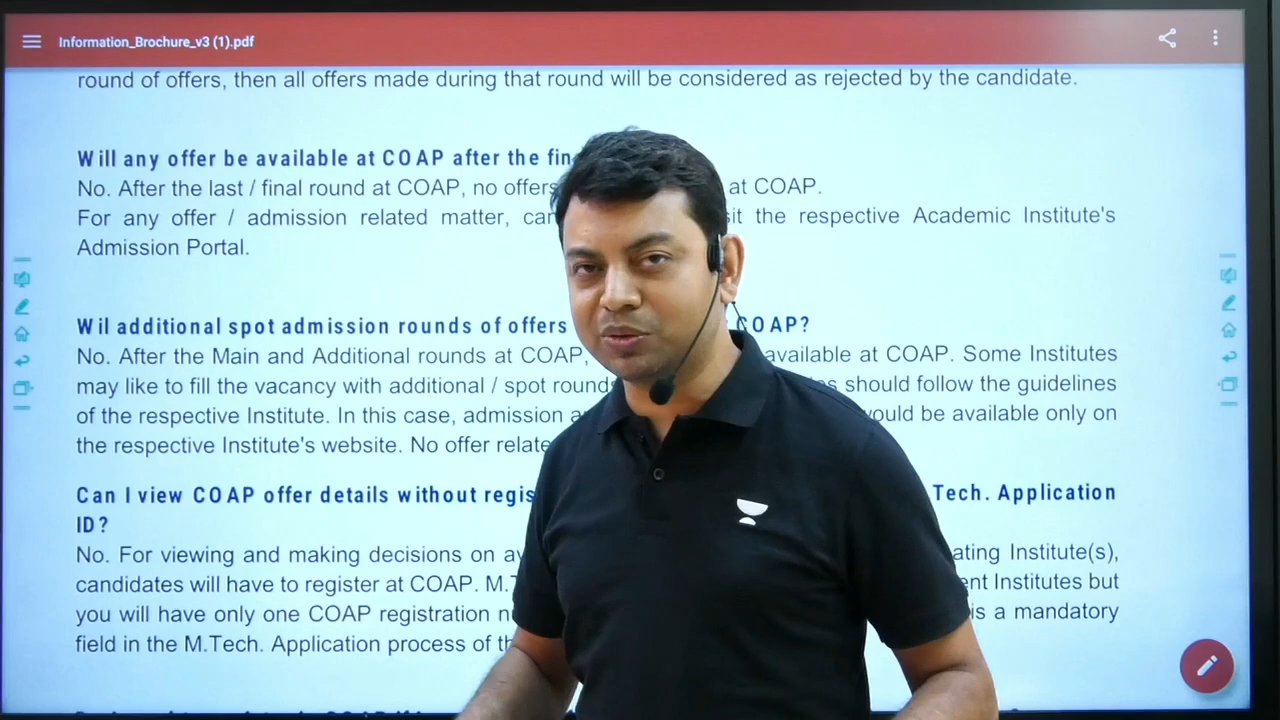 Information_Brochure_v3 (1).pdf
round of offers, then all offers made during that round will be considered as rejected by the candidate.
Will any offer be available at COAP after the fin
No. After the last / final round at COAP, no offers at COAP.
For any offer / admission related matter, can sit the respective Academic Institute's
Admission Portal.
Wil additional spot admission rounds of offers COAP?
No. After the Main and Additional rounds at COAP, available at COAP. Some Institutes
may like to fill the vacancy with additional / spot rounds should follow the guidelines
of the respective Institute. In this case, admission ould be available only on
the respective Institute's website. No offer relate
Can I view COAP offer details without regis Tech. Application
ID?
No. For viewing and making decisions on av ating Institute(s),
candidates will have to register at COAP. M.T ent Institutes but
you will have only one COAP registration n is a mandatory
field in the M.Tech. Application process of th